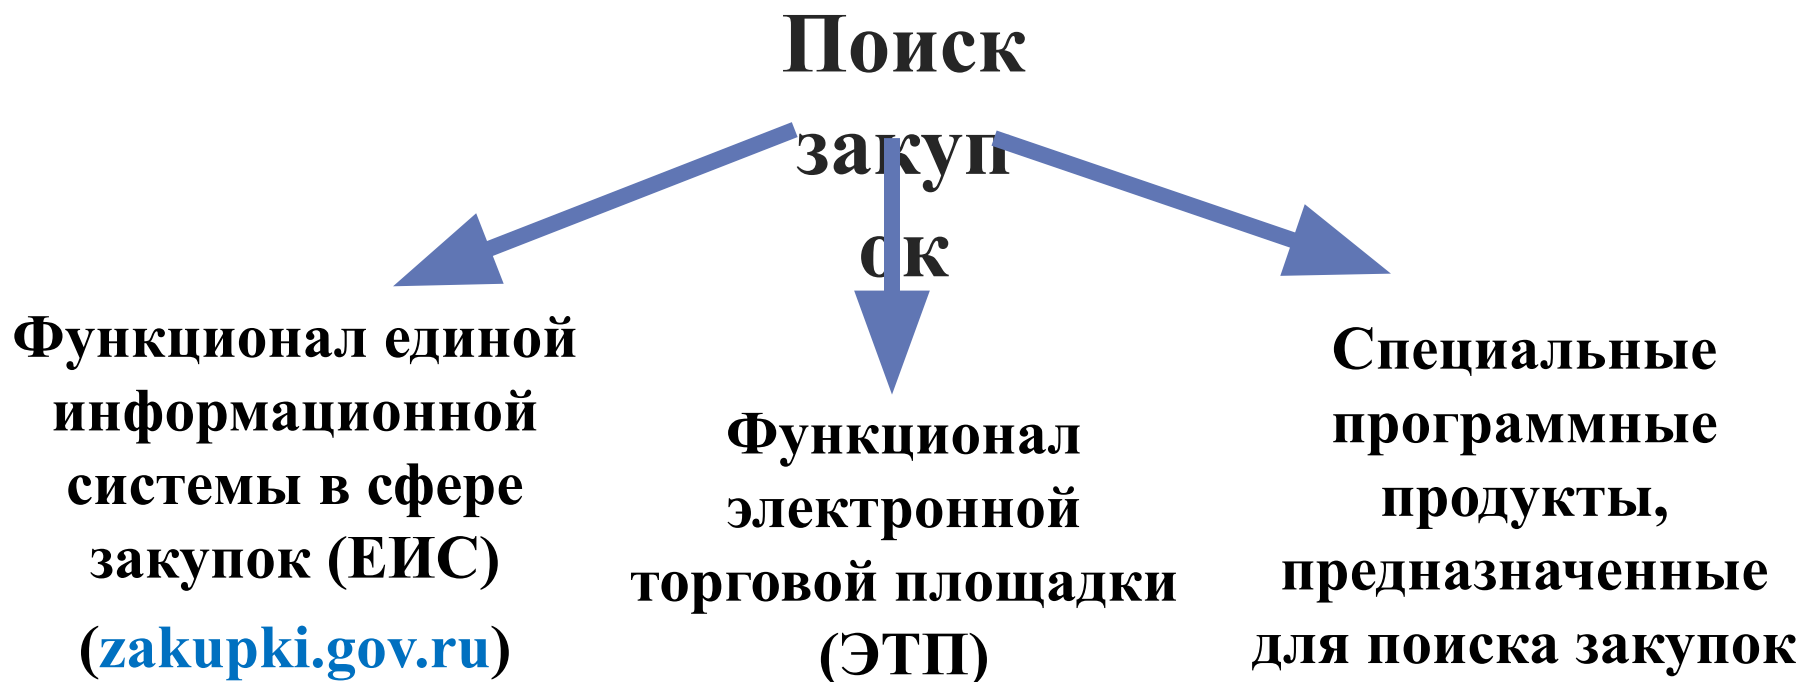 Поиск
закуп
ок
Функционал единой
информационной
системы в сфере
закупок (ЕИС)
(zakupki.gov.ru)
Функционал
электронной
торговой площадки
(ЭТП)
Специальные
программные
продукты,
предназначенные
для поиска закупок